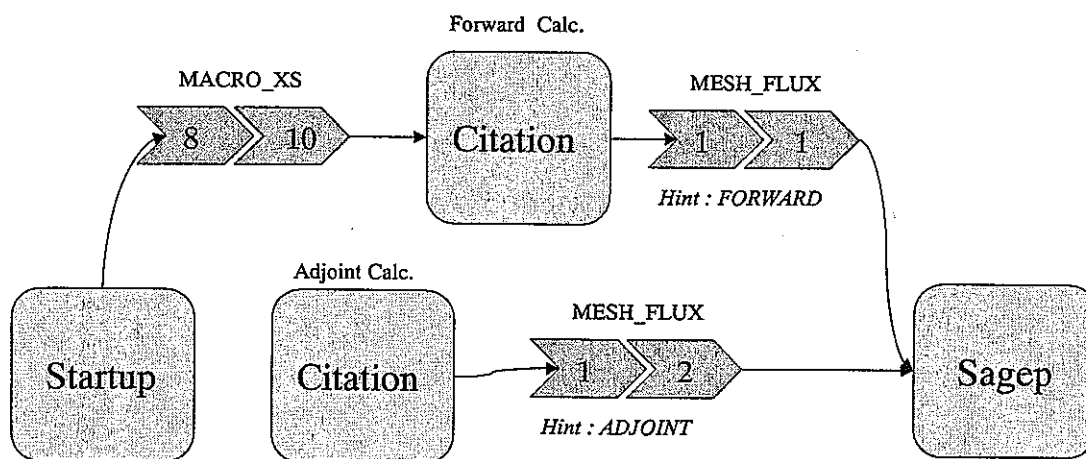 Forward Calc.
MACRO_XS
8 10
Citation
MESH_FLUX
1 1
Hint : FORWARD
Adjoint Calc.
Startup
Citation
MESH_FLUX
1 2
Hint : ADJOINT
Sagep